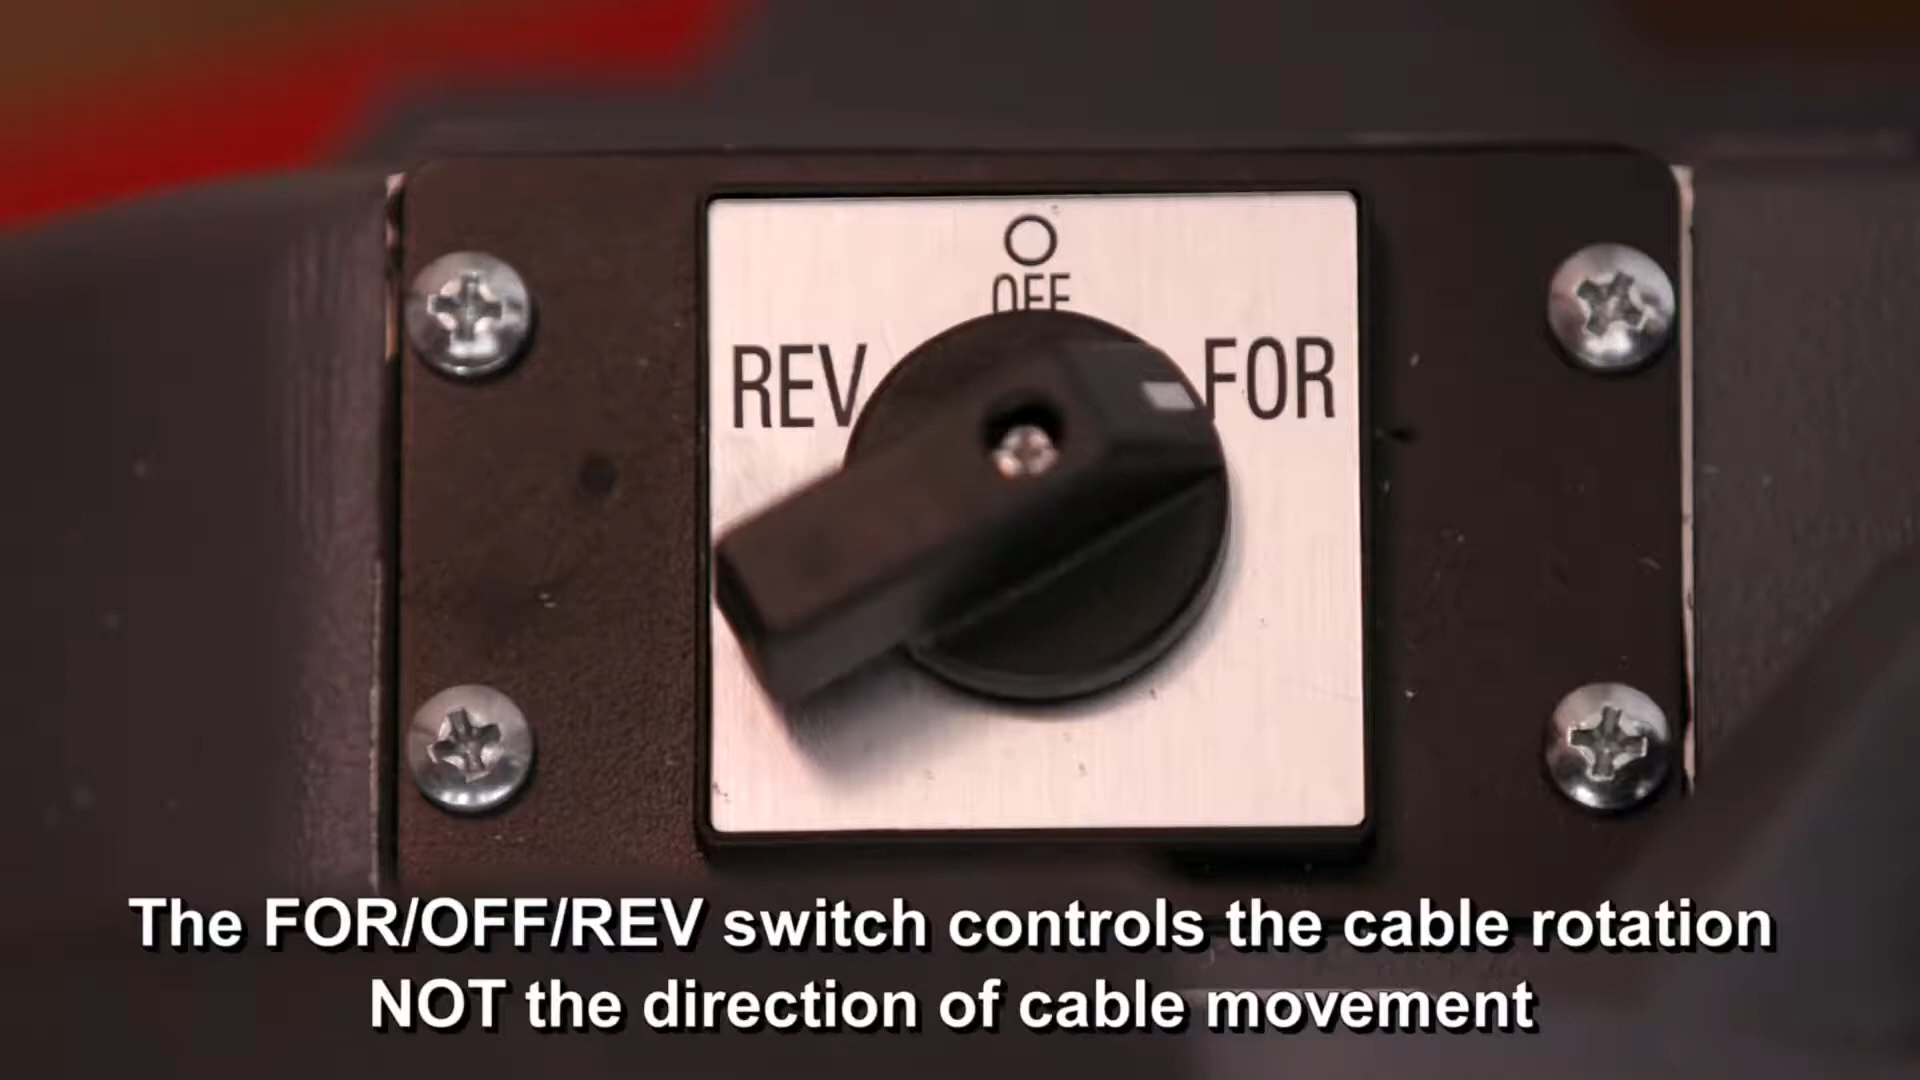 OFF
REV
FOR
The FOR/OFF/REV switch controls the cable rotation
NOT the direction of cable movement